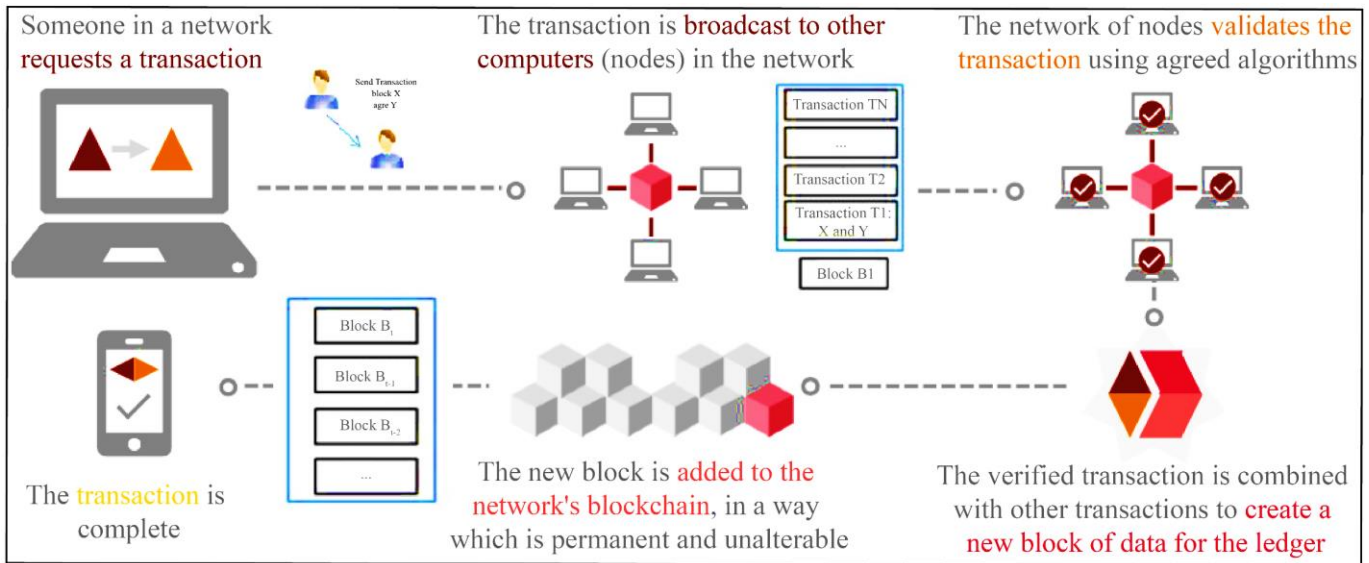 Someone in a network
requests a transaction
Send Transaction
block X
agre Y
The transaction is broadcast to other
computers (nodes) in the network
Transaction TN
...
Transaction T2
Transaction T1:
X and Y
Block B1
The network of nodes validates the
transaction using agreed algorithms
The verified transaction is combined
with other transactions to create a
new block of data for the ledger
The new block is added to the
network's blockchain, in a way
which is permanent and unalterable
Block B_t
Block B_t-1
Block B_t-2
...
The transaction is
complete